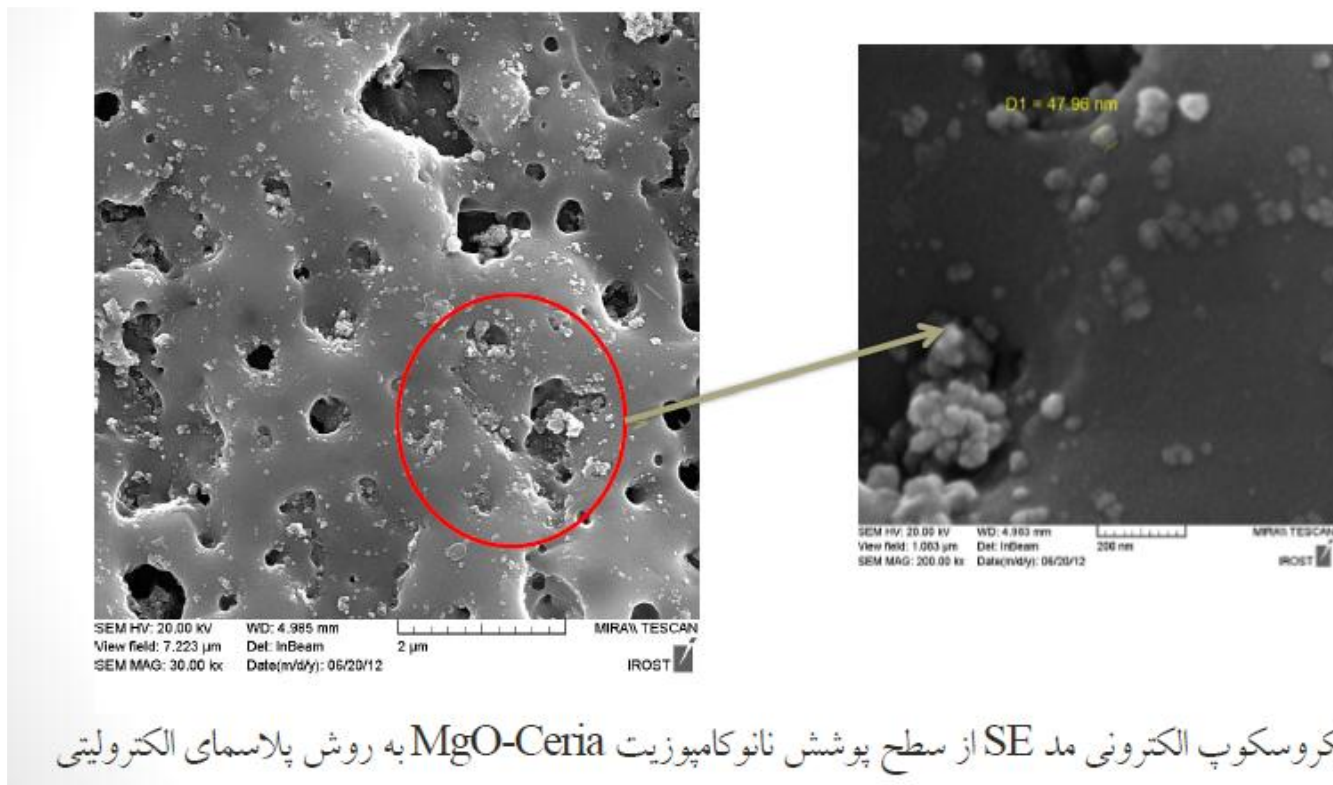 D1 = 47.96 nm
SEM HV: 20.00 kV WD: 4.985 mm MIRA\\ TESCAN
View field: 7.223 µm Det: InBeam 2 µm
SEM MAG: 30.00 kx Date(m/d/y): 06/20/12 IROST
SEM HV: 20.00 kV WD: 4.983 mm MIRA\\ TESCAN
View field: 1.083 µm Det: InBeam 200 nm
SEM MAG: 200.00 kx Date(m/d/y): 06/20/12 IROST
کروسکوپ الکترونی مد SE از سطح پوشش نانوکامپوزیت MgO-Ceria به روش پلاسمای الکترولیتی